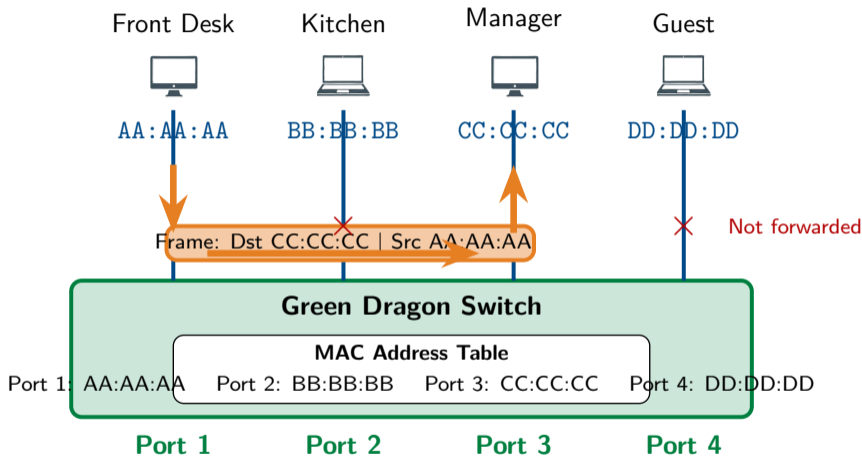 Front Desk Kitchen Manager Guest
AA:AA:AA BB:BB:BB CC:CC:CC DD:DD:DD
Not forwarded
Frame: Dst CC:CC:CC | Src AA:AA:AA
Green Dragon Switch
MAC Address Table
Port 1: AA:AA:AA Port 2: BB:BB:BB Port 3: CC:CC:CC Port 4: DD:DD:DD
Port 1 Port 2 Port 3 Port 4